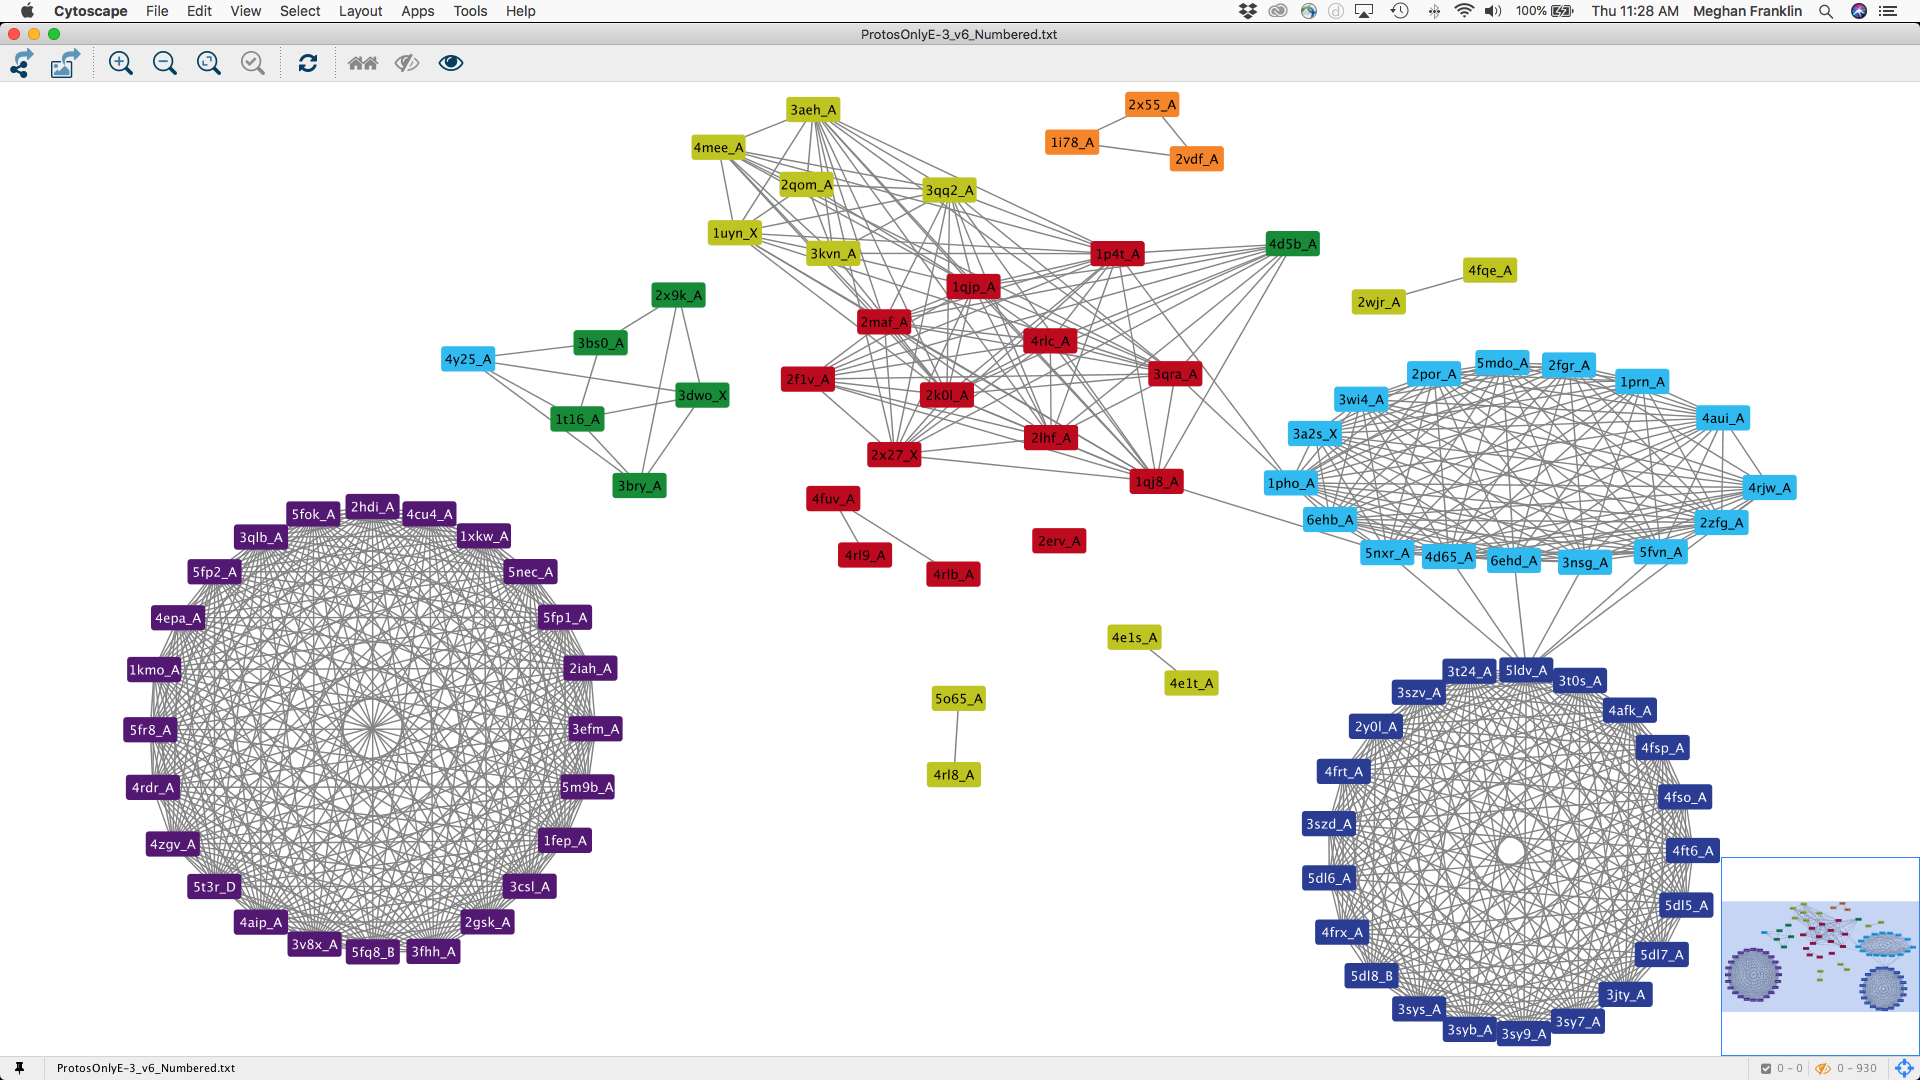 Cytoscape File Edit View Select Layout Apps Tools Help 100% Thu 11:28 AM Meghan Franklin
ProtosOnlyE-3_v6_Numbered.txt
3aeh_A
2x55_A
4mee_A
1i78_A
2vdf_A
2qom_A
3qq2_A
1uyn_X
3kvn_A
1p4t_A
4d5b_A
4fqe_A
2wjr_A
1qjp_A
2x9k_A
2maf_A
3bs0_A
4rlc_A
4y25_A
2f1v_A
3qra_A
2k0l_A
3dwo_X
1t16_A
2lhf_A
2x27_X
1qj8_A
3bry_A
5mdo_A
2fgr_A
2por_A
1prn_A
3wi4_A
4aui_A
3a2s_X
1pho_A
4rjw_A
6ehb_A
2zfg_A
5nxr_A
4d65_A
6ehd_A
3nsg_A
5fvn_A
4fuv_A
4rl9_A
4rlb_A
2erv_A
2hdi_A
5fok_A
4cu4_A
3qlb_A
1xkw_A
5fp2_A
5nec_A
4epa_A
5fp1_A
1kmo_A
2iah_A
5fr8_A
3efm_A
4rdr_A
5m9b_A
4zgv_A
1fep_A
5t3r_D
3csl_A
4aip_A
2gsk_A
3v8x_A
5fq8_B
3fhh_A
4e1s_A
4e1t_A
5o65_A
4rl8_A
3t24_A
5ldv_A
3t0s_A
3szv_A
4afk_A
2y0l_A
4fsp_A
4frt_A
4fso_A
3szd_A
4ft6_A
5dl6_A
5dl5_A
4frx_A
5dl7_A
5dl8_B
3jty_A
3sys_A
3sy7_A
3syb_A
3sy9_A
ProtosOnlyE-3_v6_Numbered.txt
0 - 0
0 - 930